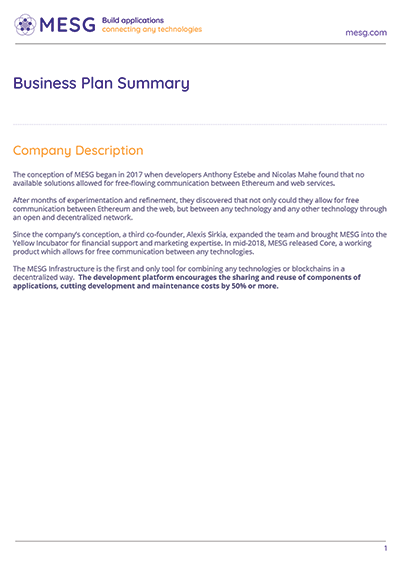 MESG
Build applications
connecting any technologies
mesg.com
Business Plan Summary
Company Description
The conception of MESG began in 2017 when developers Anthony Estebe and Nicolas Mahe found that no
available solutions allowed for free-flowing communication between Ethereum and web services.
After months of experimentation and refinement, they discovered that not only could they allow for free
communication between Ethereum and the web, but between any technology and any other technology through
an open and decentralized network.
Since the company's conception, a third co-founder, Alexis Sirkia, expanded the team and brought MESG into the
Yellow Incubator for financial support and marketing expertise. In mid-2018, MESG released Core, a working
product which allows for free communication between any technologies.
The MESG Infrastructure is the first and only tool for combining any technologies or blockchains in a
decentralized way. The development platform encourages the sharing and reuse of components of
applications, cutting development and maintenance costs by 50% or more.
1